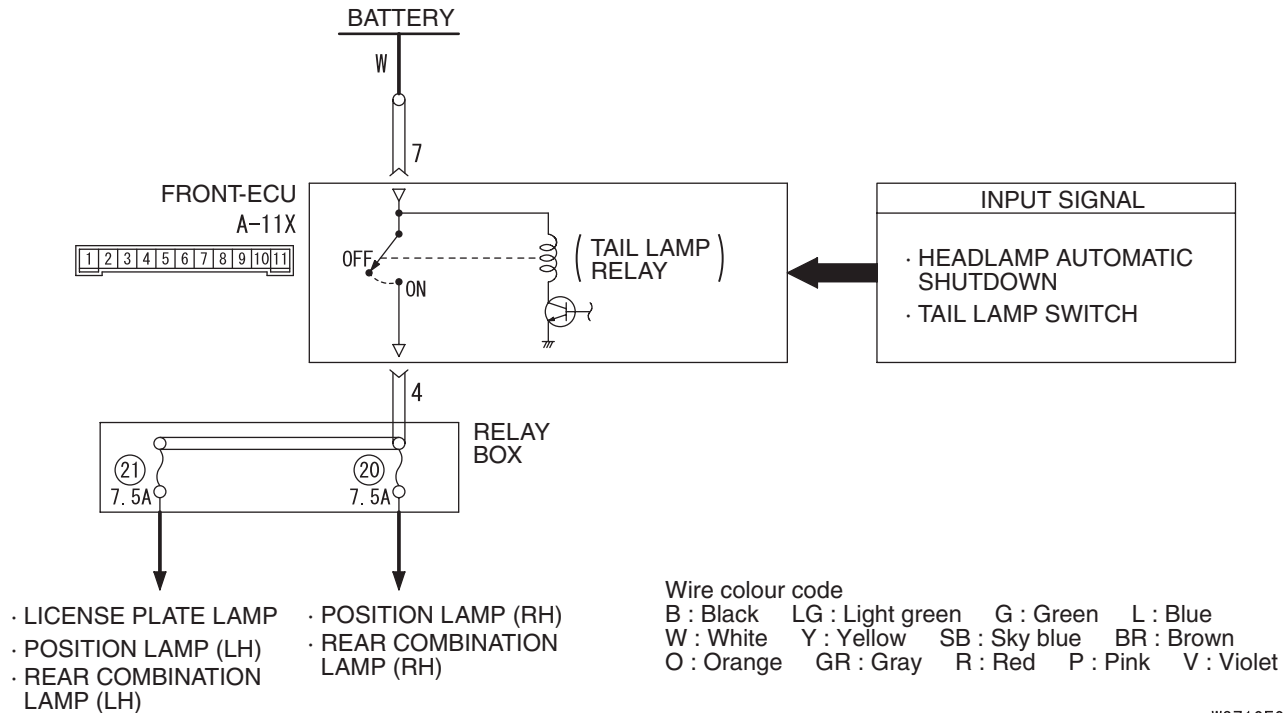 BATTERY
W
7
FRONT-ECU
A-11X
1 2 3 4 5 6 7 8 9 10 11
OFF
ON
( TAIL LAMP
RELAY )
INPUT SIGNAL
· HEADLAMP AUTOMATIC
SHUTDOWN
· TAIL LAMP SWITCH
4
RELAY
BOX
21
7.5A
20
7.5A
· LICENSE PLATE LAMP
· POSITION LAMP (LH)
· REAR COMBINATION
LAMP (LH)
· POSITION LAMP (RH)
· REAR COMBINATION
LAMP (RH)
Wire colour code
B : Black LG : Light green G : Green L : Blue
W : White Y : Yellow SB : Sky blue BR : Brown
O : Orange GR : Gray R : Red P : Pink V : Violet